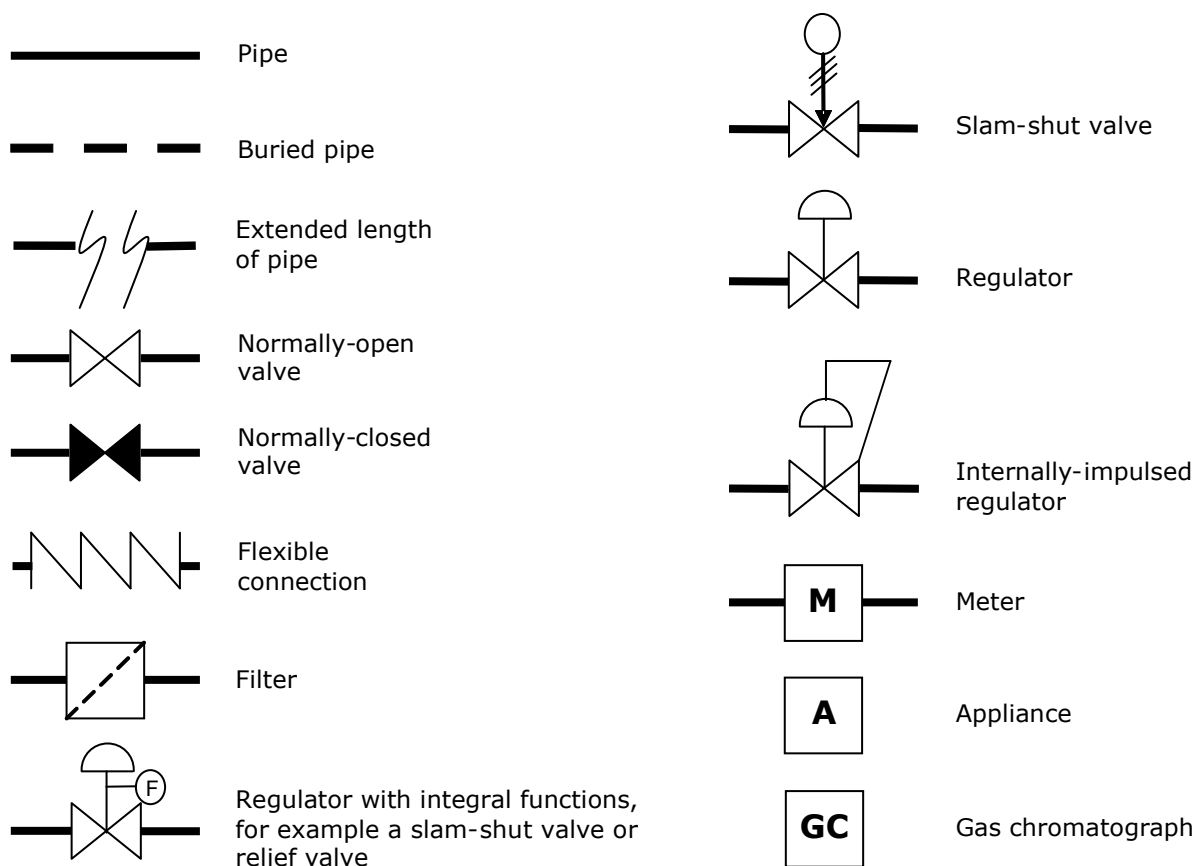 Pipe
Buried pipe
Extended length
of pipe
Normally-open
valve
Normally-closed
valve
Flexible
connection
Filter
F
Regulator with integral functions,
for example a slam-shut valve or
relief valve
Slam-shut valve
Regulator
Internally-impulsed
regulator
M
Meter
A
Appliance
GC
Gas chromatograph